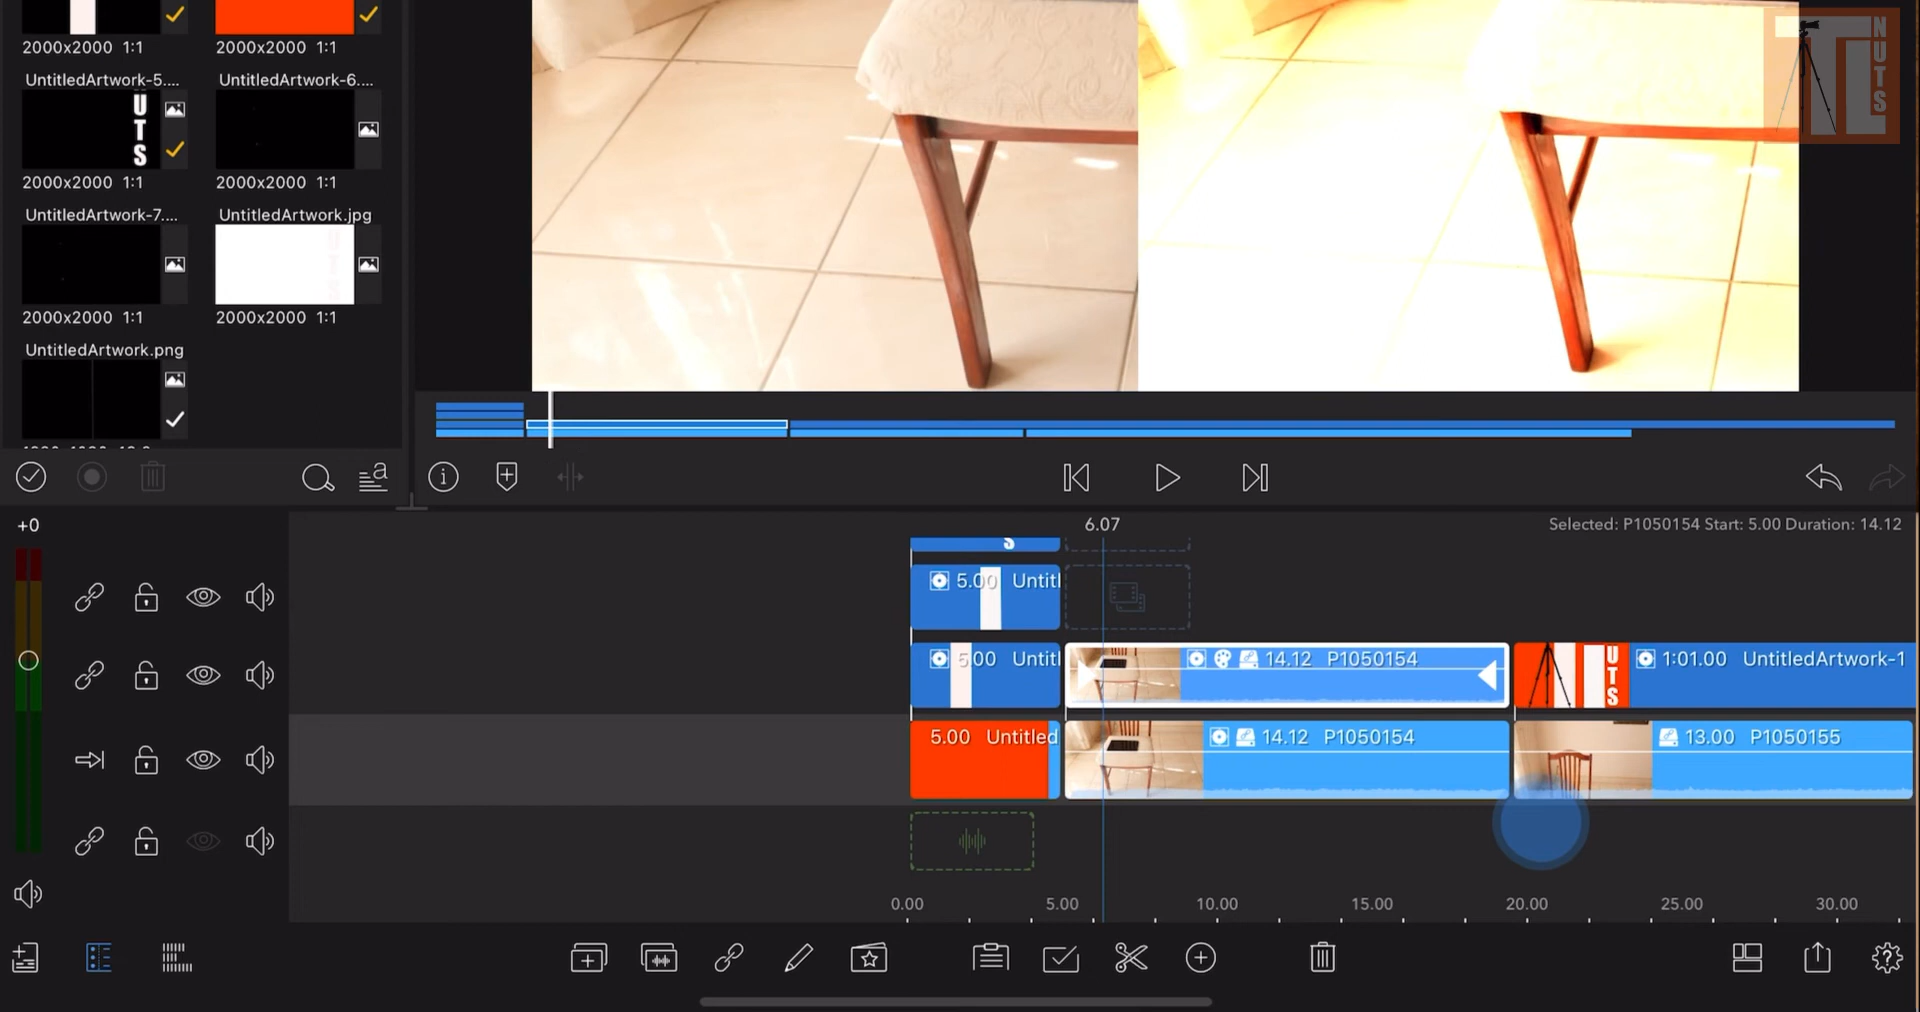 2000x2000 1:1
2000x2000 1:1
UntitledArtwork-5....
UntitledArtwork-6....
U
T
S
2000x2000 1:1
2000x2000 1:1
UntitledArtwork-7....
UntitledArtwork.jpg
2000x2000 1:1
2000x2000 1:1
UntitledArtwork.png
TL
NUTS
+0
6.07
Selected: P1050154 Start: 5.00 Duration: 14.12
S
5.00 Untitl
5.00 Untitl
14.12 P1050154
UTS
1:01.00 UntitledArtwork-1
5.00 Untitled
14.12 P1050154
13.00 P1050155
0.00
5.00
10.00
15.00
20.00
25.00
30.00